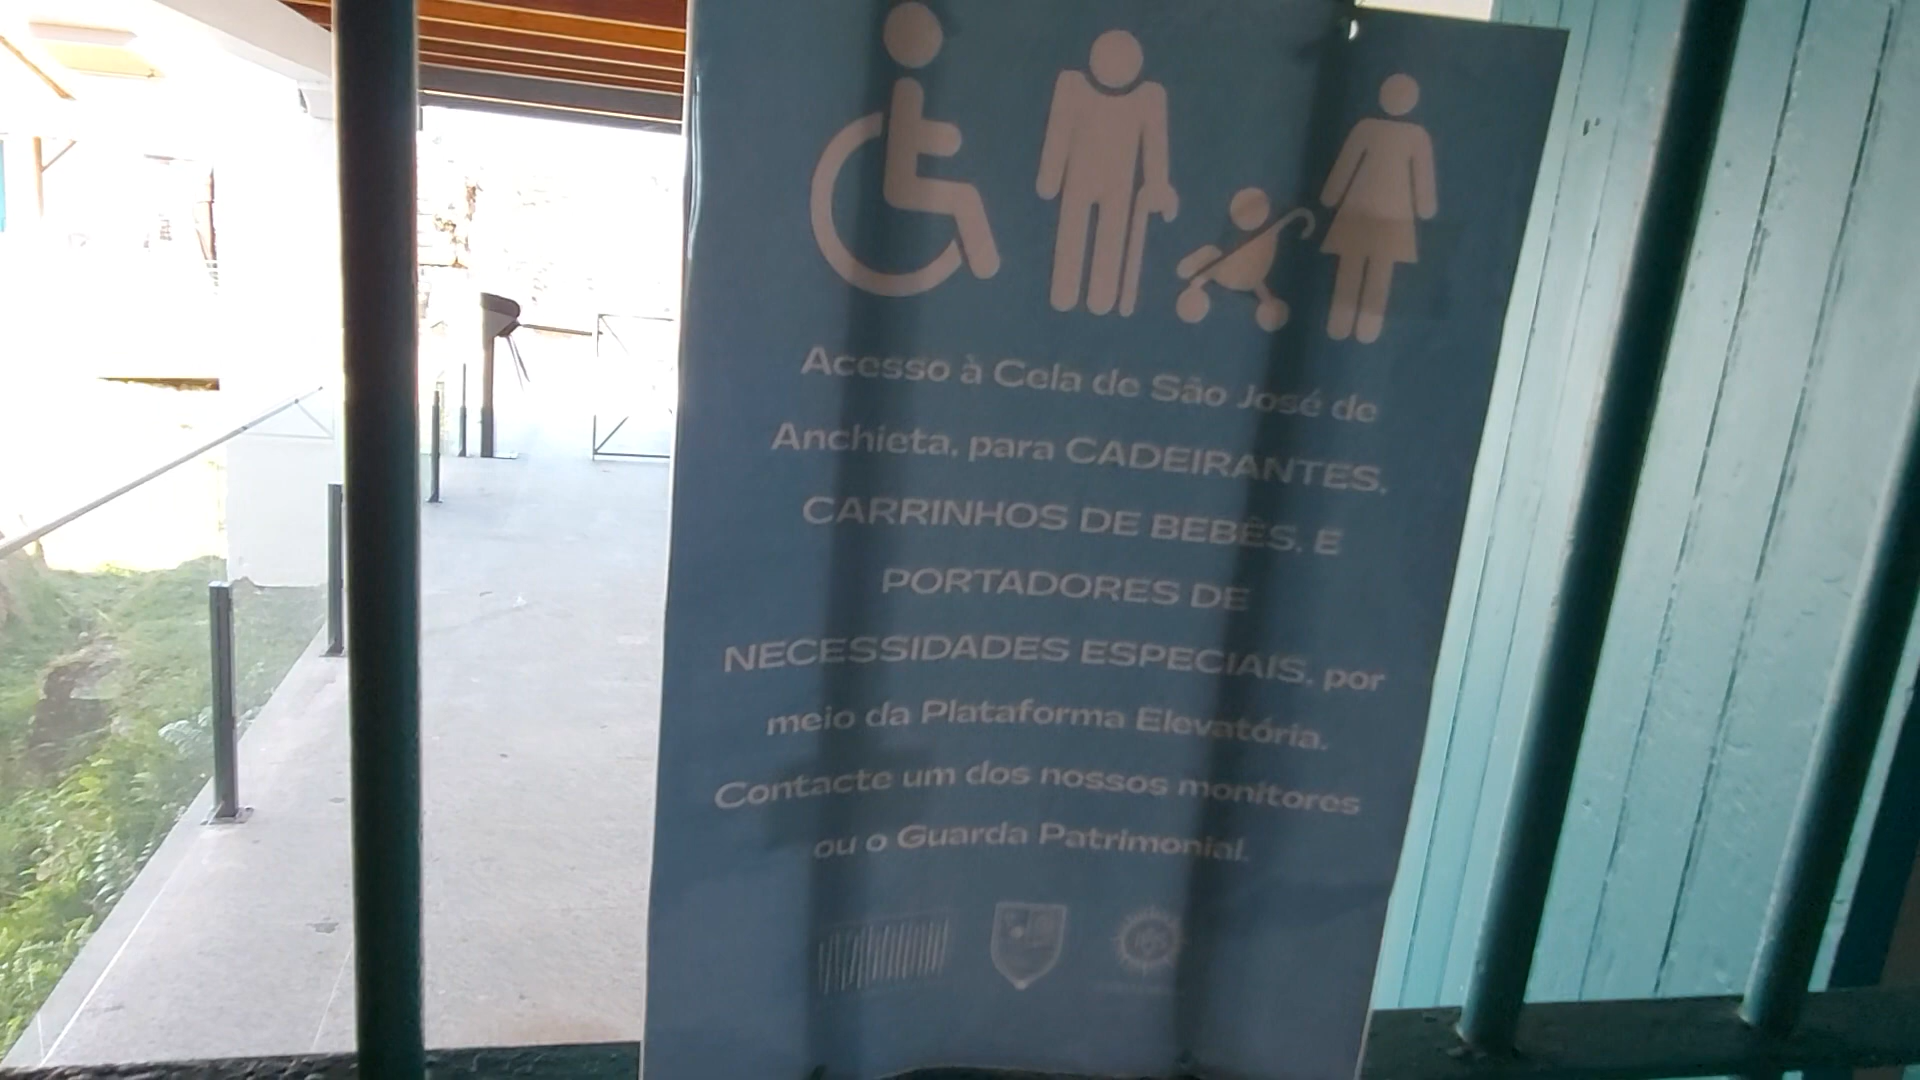 Acesso à Cela de São José de
Anchieta, para CADEIRANTES,
CARRINHOS DE BEBÊS, E
PORTADORES DE
NECESSIDADES ESPECIAIS, por
meio da Plataforma Elevatória.
Contacte um dos nossos monitores
ou o Guarda Patrimonial.